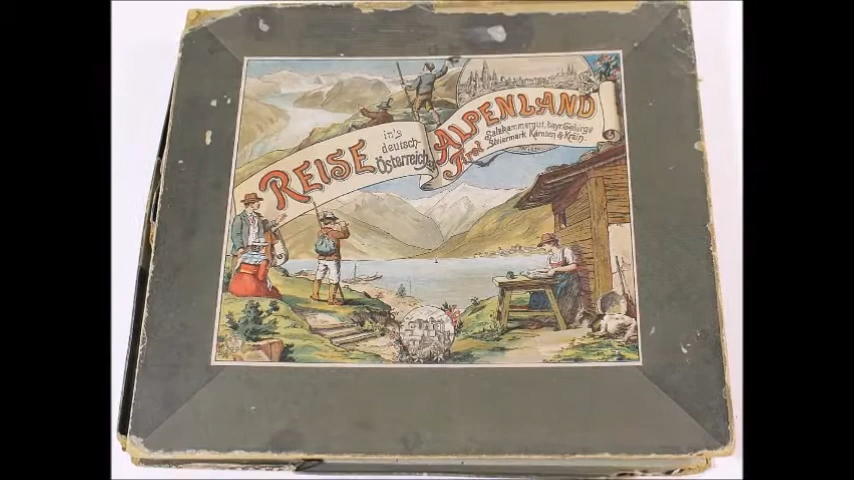 REISE
in's
deutsch-
Österreich.
ALPENLAND
Tirol
Salzkammergut, bayr. Gebirge
Steiermark, Kärnten & Krain.